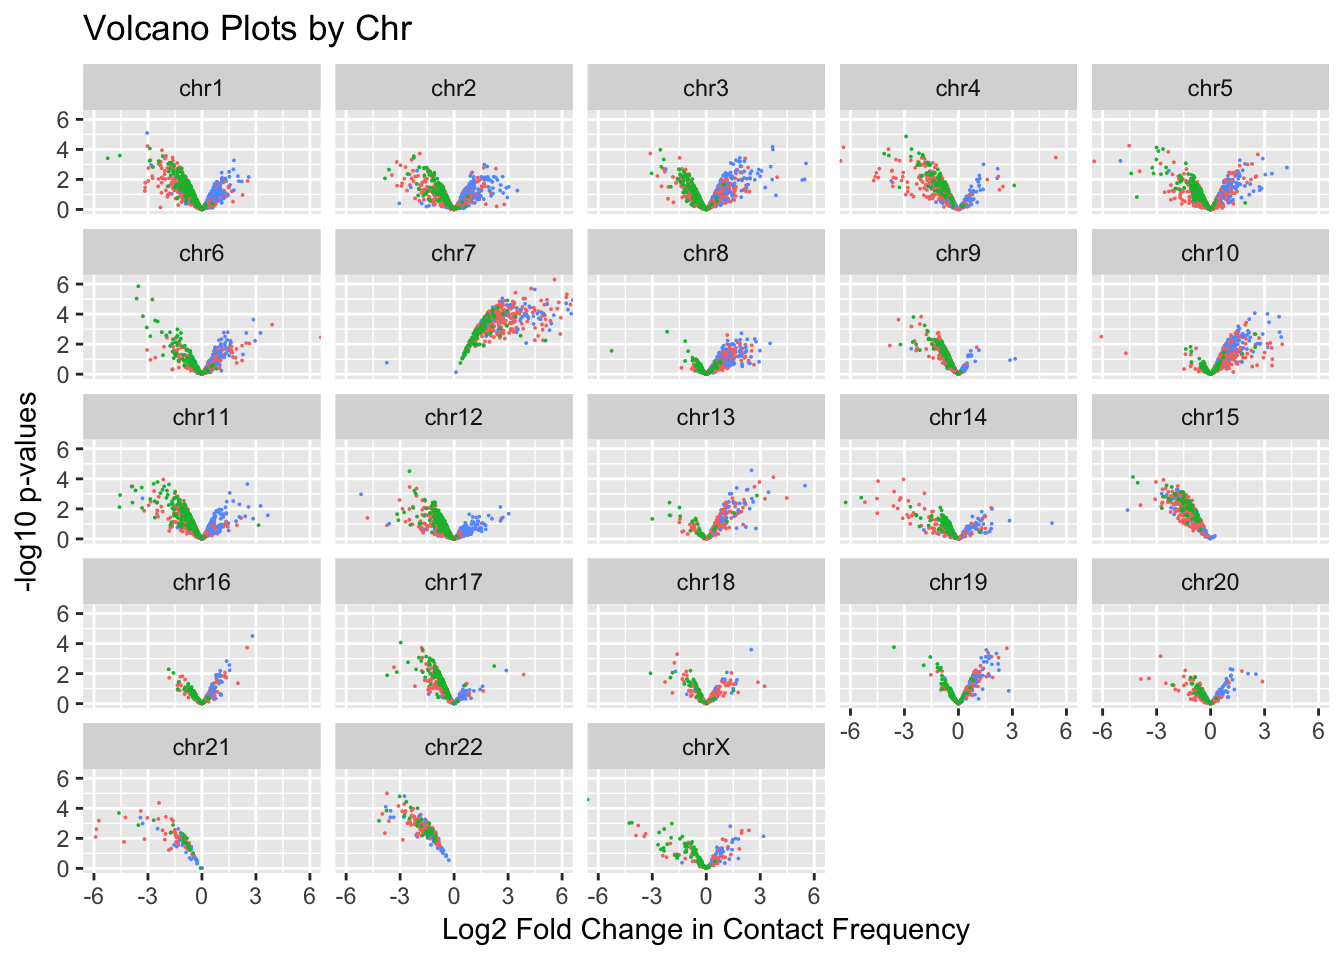 Volcano Plots by Chr
chr1 chr2 chr3 chr4 chr5
6
4
2
0
chr6 chr7 chr8 chr9 chr10
6
4
2
0
chr11 chr12 chr13 chr14 chr15
6
4
2
0
chr16 chr17 chr18 chr19 chr20
6
4
2
0
-6 -3 0 3 6 -6 -3 0 3 6
chr21 chr22 chrX
6
4
2
0
-6 -3 0 3 6 -6 -3 0 3 6 -6 -3 0 3 6
Log2 Fold Change in Contact Frequency
-log10 p-values